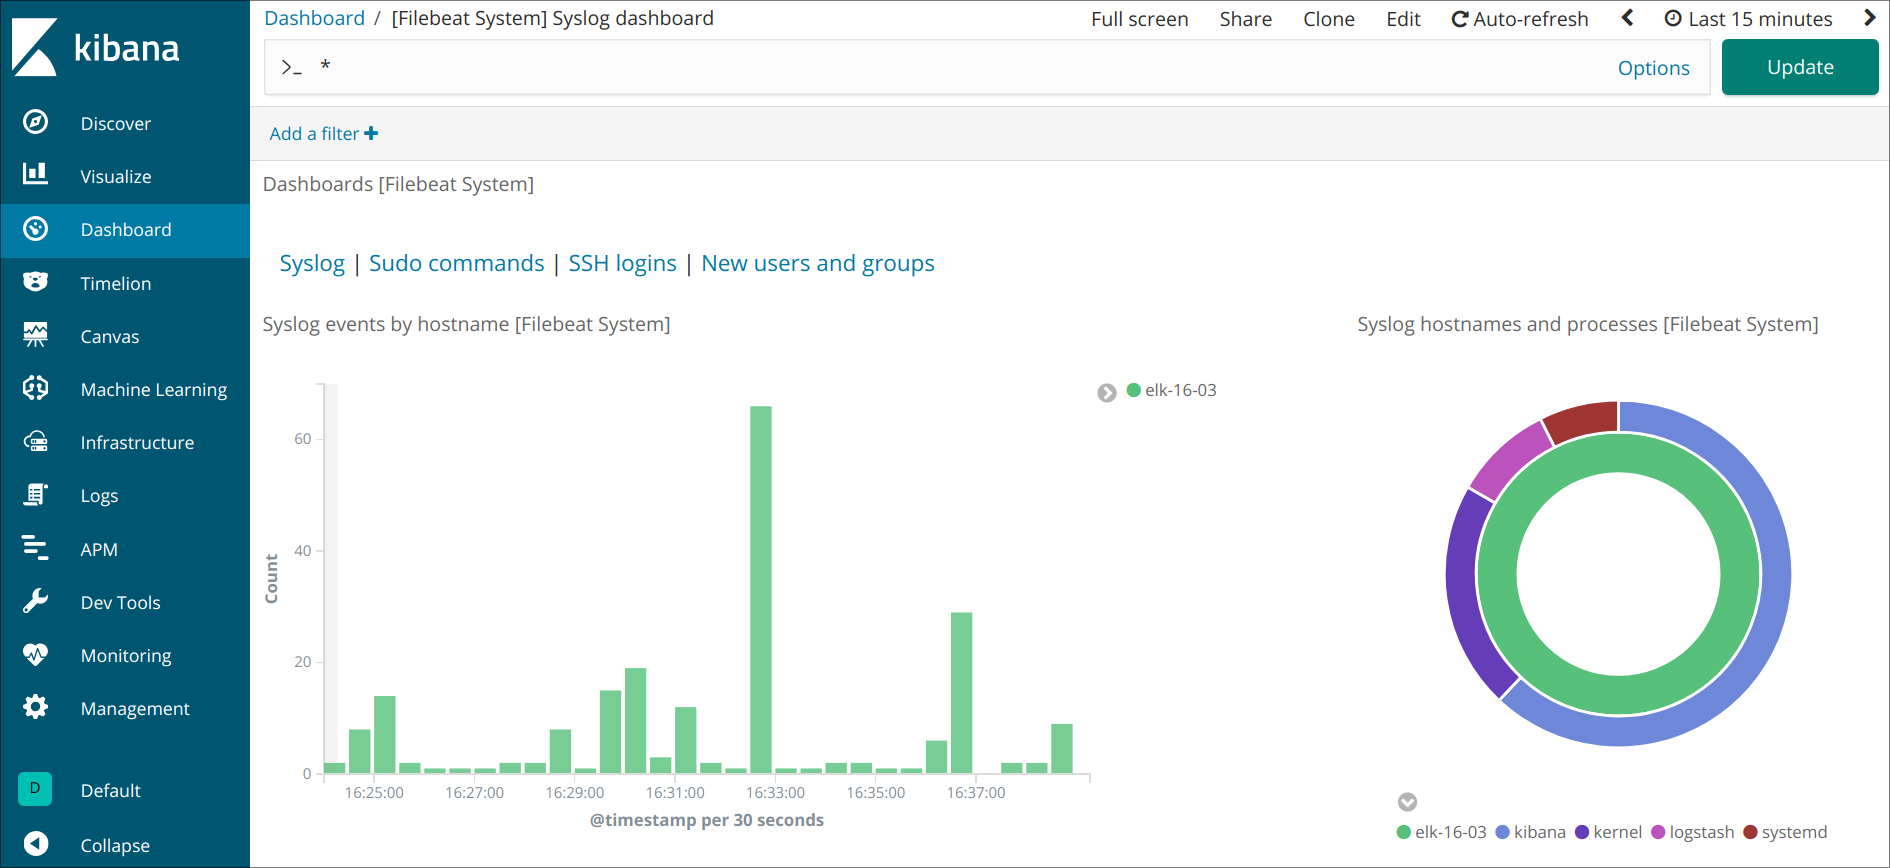 kibana
Discover
Visualize
Dashboard
Timelion
Canvas
Machine Learning
Infrastructure
Logs
APM
Dev Tools
Monitoring
Management
D Default
Collapse
Dashboard / [Filebeat System] Syslog dashboard
Full screen Share Clone Edit Auto-refresh Last 15 minutes
>_ * Options Update
Add a filter +
Dashboards [Filebeat System]
Syslog | Sudo commands | SSH logins | New users and groups
Syslog events by hostname [Filebeat System]
elk-16-03
60
40
20
0
Count
16:25:00 16:27:00 16:29:00 16:31:00 16:33:00 16:35:00 16:37:00
@timestamp per 30 seconds
Syslog hostnames and processes [Filebeat System]
elk-16-03 kibana kernel logstash systemd